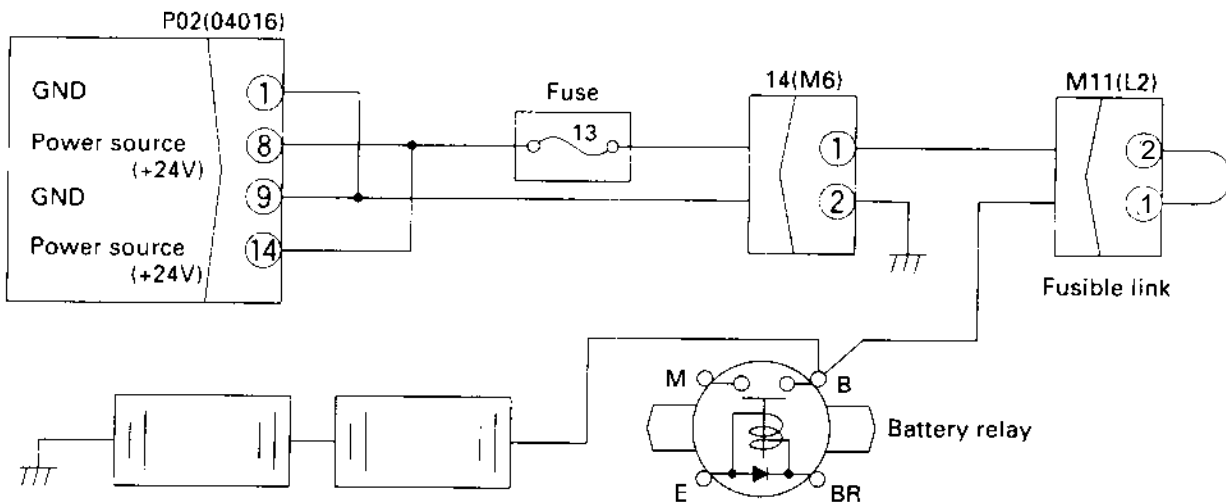 P02(04016)
GND
1
Power source
(+24V)
8
GND
9
Power source
(+24V)
14
Fuse
13
14(M6)
1
2
M11(L2)
2
1
Fusible link
M
B
Battery relay
E
BR